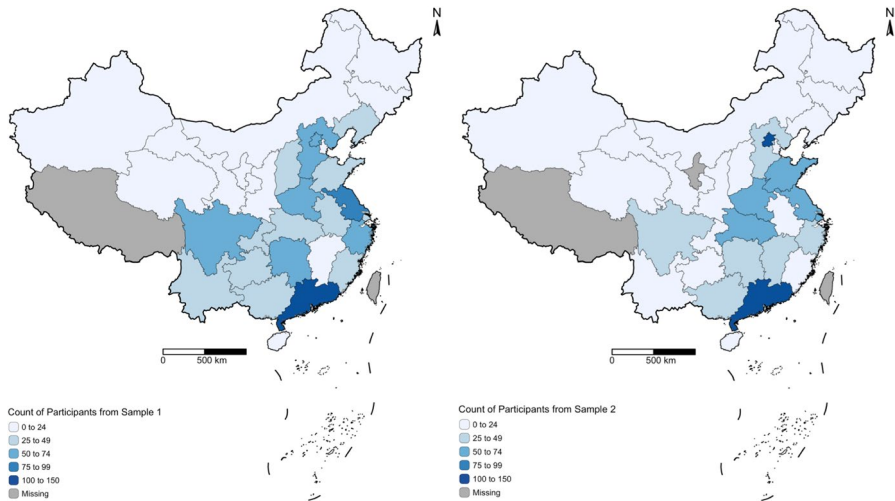 N
0 500 km
Count of Participants from Sample 1
0 to 24
25 to 49
50 to 74
75 to 99
100 to 150
Missing
N
0 500 km
Count of Participants from Sample 2
0 to 24
25 to 49
50 to 74
75 to 99
100 to 150
Missing